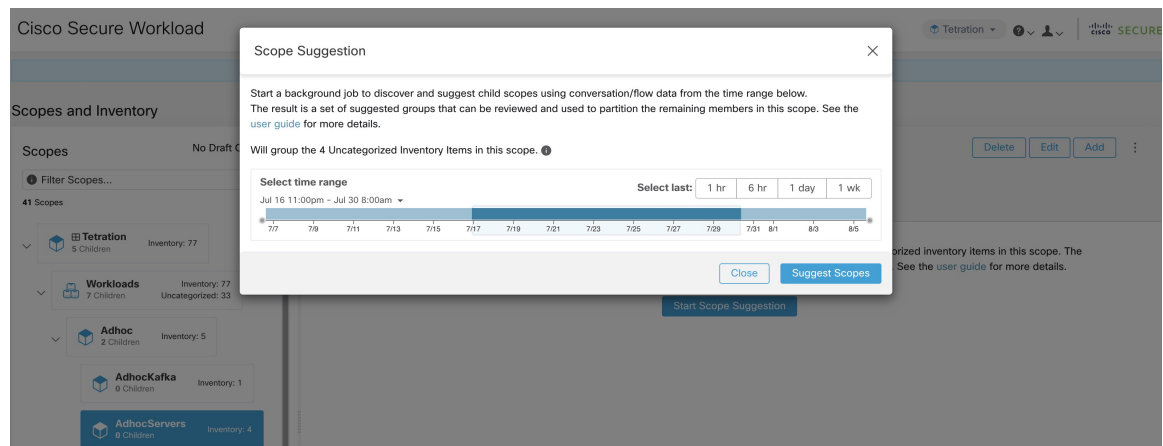 Cisco Secure Workload
Tetration
CISCO SECURE
Scope Suggestion
Start a background job to discover and suggest child scopes using conversation/flow data from the time range below.
The result is a set of suggested groups that can be reviewed and used to partition the remaining members in this scope. See the
user guide for more details.
Will group the 4 Uncategorized Inventory Items in this scope.
Select time range
Select last: 1 hr 6 hr 1 day 1 wk
Jul 16 11:00pm - Jul 30 8:00am
7/7 7/9 7/11 7/13 7/15 7/17 7/19 7/21 7/23 7/25 7/27 7/29 7/31 8/1 8/3 8/5
Close Suggest Scopes
Scopes and Inventory
Scopes No Draft
Delete Edit Add
Filter Scopes...
41 Scopes
Tetration
5 Children
Inventory: 77
Workloads
7 Children
Inventory: 77
Uncategorized: 33
Adhoc
2 Children
Inventory: 5
AdhocKafka
0 Children
Inventory: 1
AdhocServers
0 Children
Inventory: 4
inventory items in this scope. The
See the user guide for more details.
Start Scope Suggestion